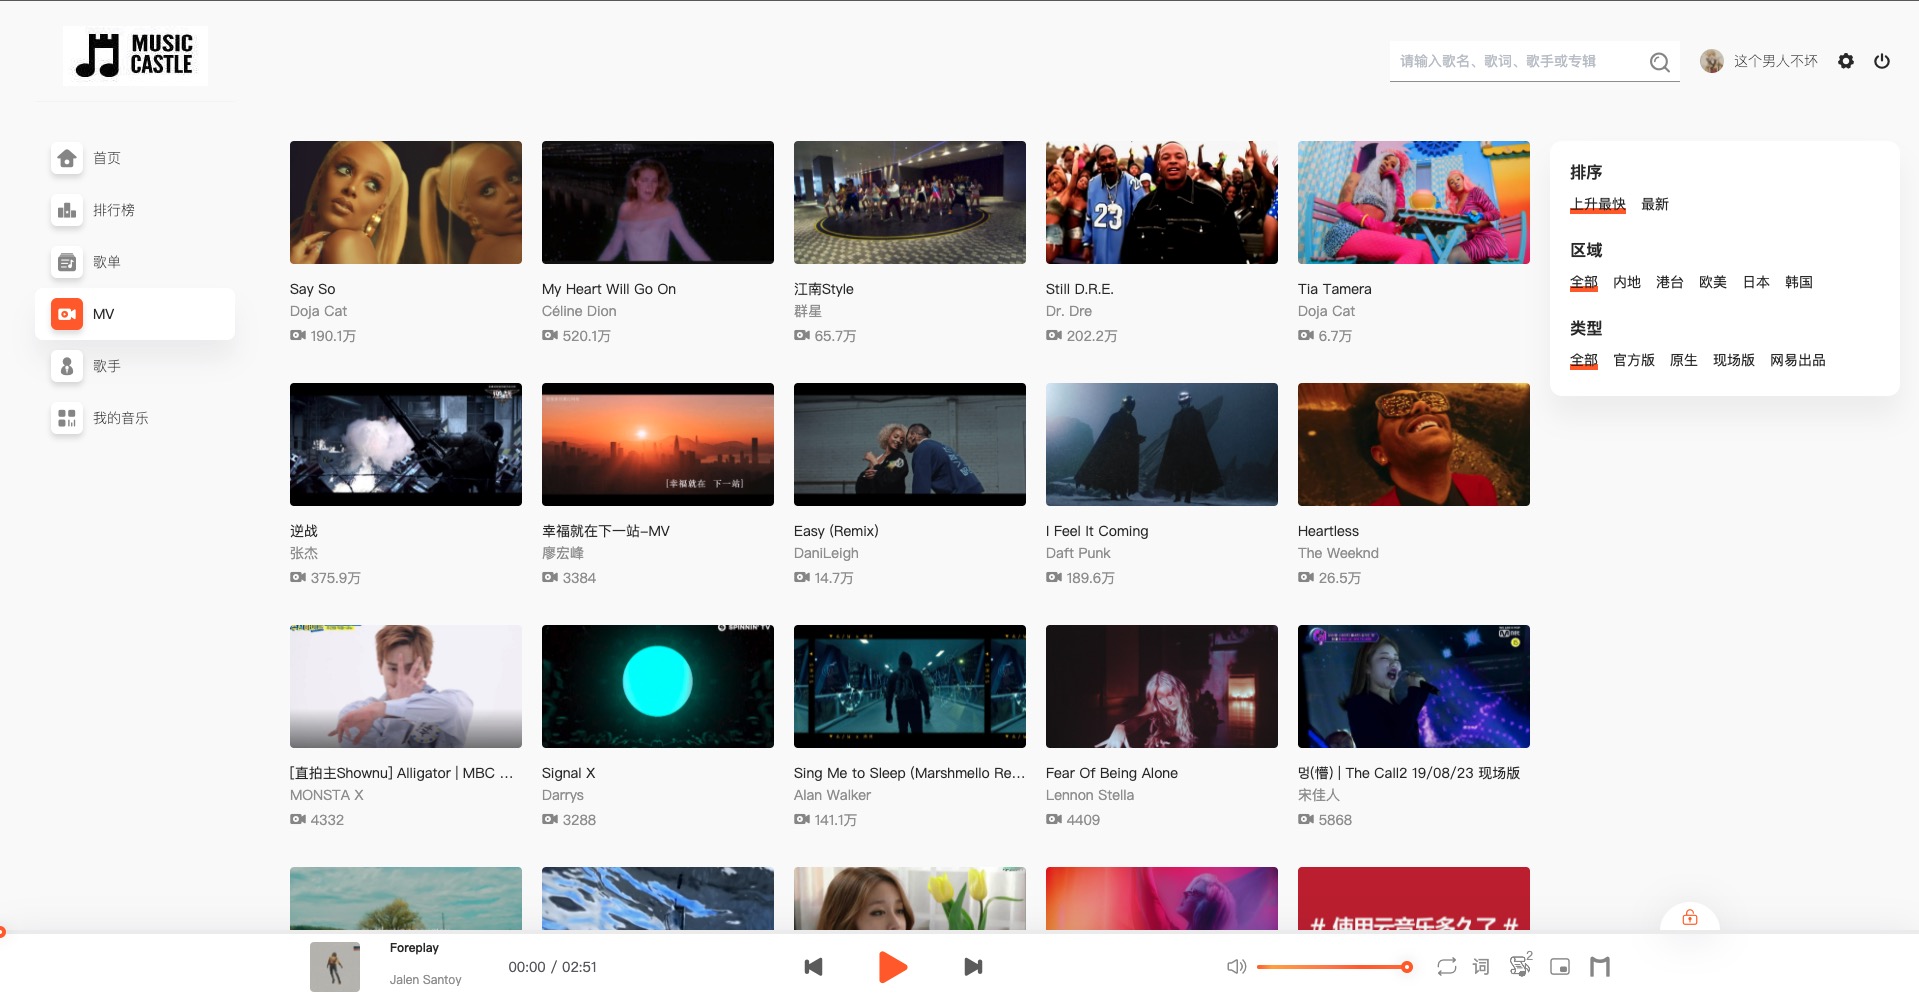 MUSIC
CASTLE
请输入歌名、歌词、歌手或专辑
这个男人不坏
首页
排行榜
歌单
MV
歌手
我的音乐
Say So
Doja Cat
190.1万
My Heart Will Go On
Céline Dion
520.1万
江南Style
群星
65.7万
23
Still D.R.E.
Dr. Dre
202.2万
Tia Tamera
Doja Cat
6.7万
逆战
张杰
375.9万
[幸福就在 下一站]
幸福就在下一站-MV
廖宏峰
3384
Easy (Remix)
DaniLeigh
14.7万
I Feel It Coming
Daft Punk
189.6万
Heartless
The Weeknd
26.5万
[直拍主Shownu] Alligator | MBC ...
MONSTA X
4332
SPINNIN' TV
Signal X
Darrys
3288
Sing Me to Sleep (Marshmello Re...
Alan Walker
141.1万
Fear Of Being Alone
Lennon Stella
4409
멍(懵) | The Call2 19/08/23 现场版
宋佳人
5868
# 使用云音乐多久了 #
排序
上升最快 最新
区域
全部 内地 港台 欧美 日本 韩国
类型
全部 官方版 原生 现场版 网易出品
Foreplay
Jalen Santoy
00:00 / 02:51
词
2